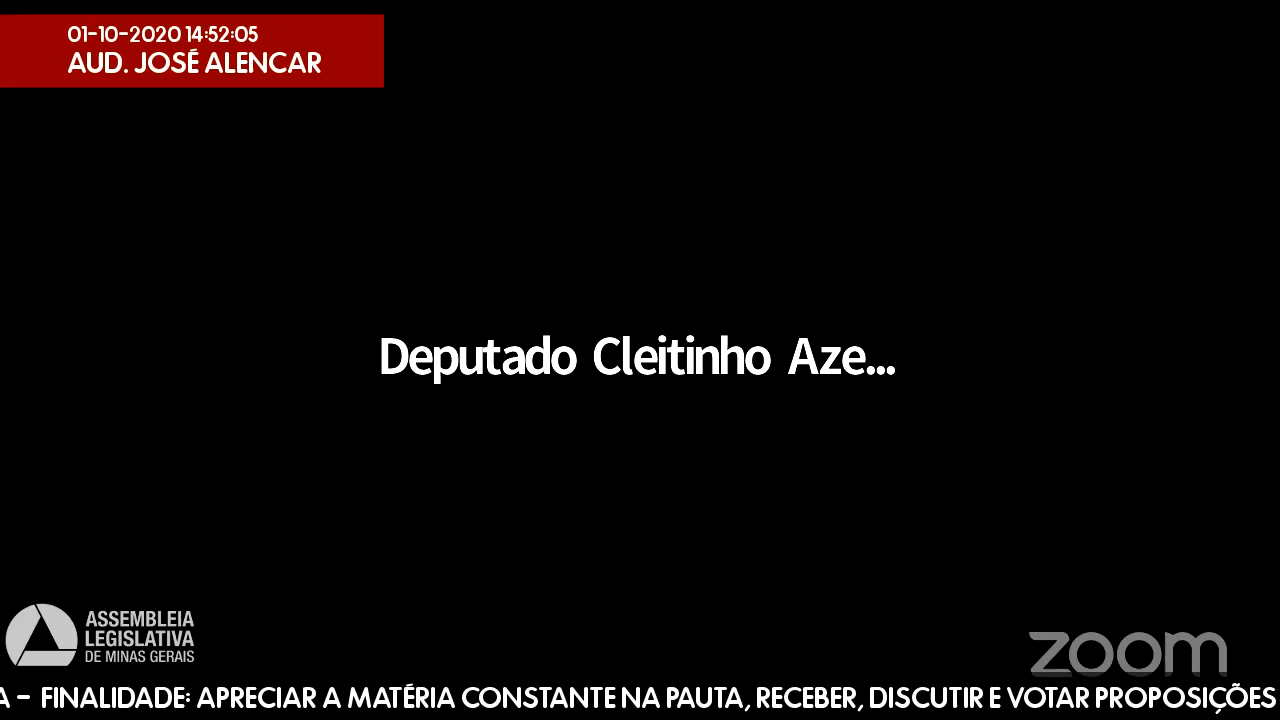 01-10-2020 14:52:05
AUD. JOSÉ ALENCAR
Deputado Cleitinho Aze...
ASSEMBLEIA
LEGISLATIVA
DE MINAS GERAIS
zoom
A - FINALIDADE: APRECIAR A MATÉRIA CONSTANTE NA PAUTA, RECEBER, DISCUTIR E VOTAR PROPOSIÇÕES